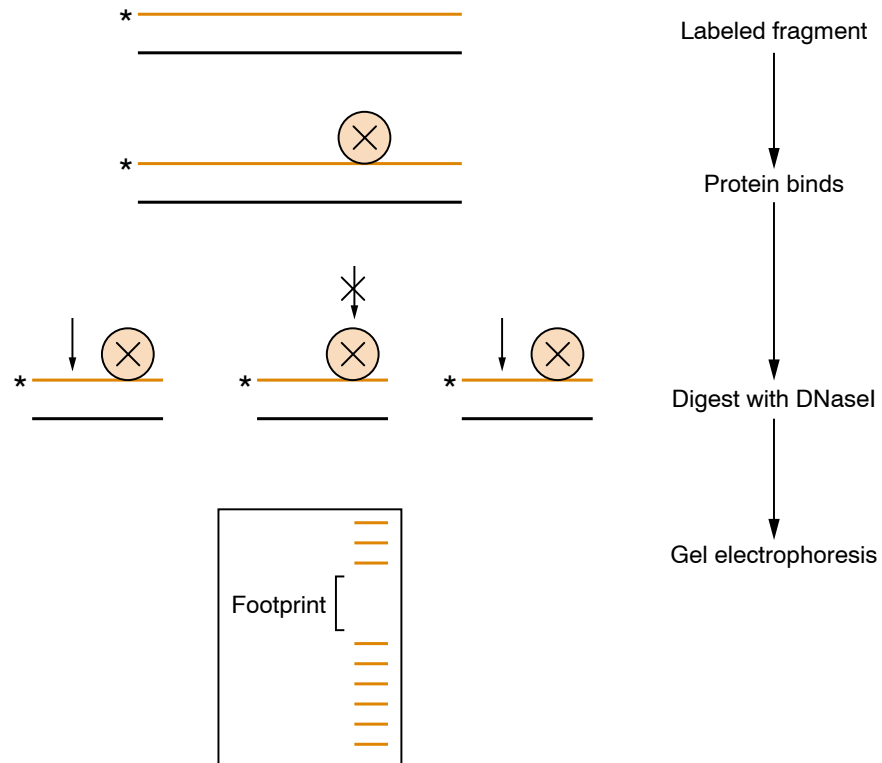 * Labeled fragment
* Protein binds
* * * Digest with DNaseI
Gel electrophoresis
Footprint